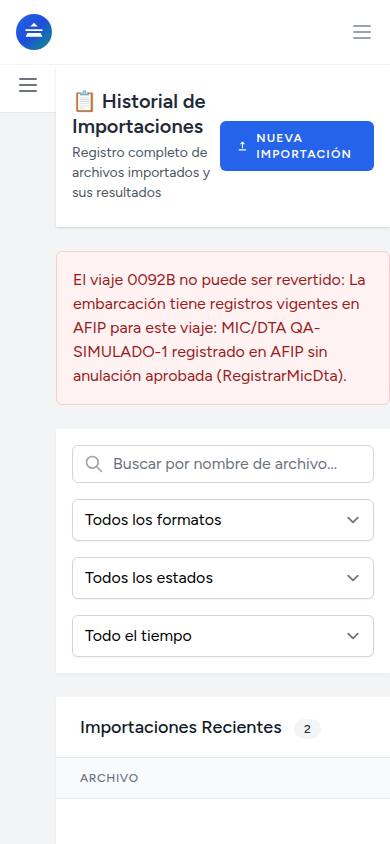 Historial de
Importaciones
Registro completo de
archivos importados y
sus resultados
NUEVA
IMPORTACIÓN
El viaje 0092B no puede ser revertido: La
embarcación tiene registros vigentes en
AFIP para este viaje: MIC/DTA QA-
SIMULADO-1 registrado en AFIP sin
anulación aprobada (RegistrarMicDta).
Buscar por nombre de archivo...
Todos los formatos
Todos los estados
Todo el tiempo
Importaciones Recientes 2
ARCHIVO